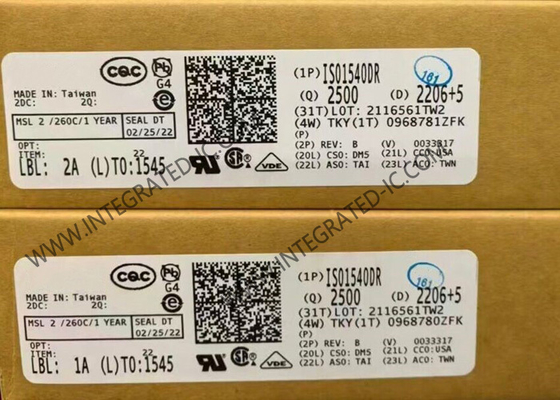 CQC
Pb
G4
e
MADE IN: Taiwan
2DC: 2Q:
MSL 2 /260C/1 YEAR SEAL DT
02/25/22
OPT:
ITEM: 22
LBL: 2A (L)TO:1545
(1P) ISO1540DR
161
(Q) 2500 (D) 2206+5
(31T)LOT: 2116561TW2
(4W) TKY(1T) 0968781ZFK
(P)
(2P) REV: B (V) 0033317
(20L) CSO: DM5 (21L) CCO:USA
(22L) ASO: TAI (23L) ACO: TWN
VDE
CQC
Pb
G4
e
MADE IN: Taiwan
2DC: 2Q:
MSL 2 /260C/1 YEAR SEAL DT
02/25/22
OPT:
ITEM: 22
LBL: 1A (L)TO:1545
(1P) ISO1540DR
161
(Q) 2500 (D) 2206+5
(31T)LOT: 2116561TW2
(4W) TKY(1T) 0968780ZFK
(P)
(2P) REV: B (V) 0033317
(20L) CSO: DM5 (21L) CCO:USA
(22L) ASO: TAI (23L) ACO: TWN
VDE
WWW.INTEGRATED-IC.COM
WWW.INTEGRATED-IC.COM